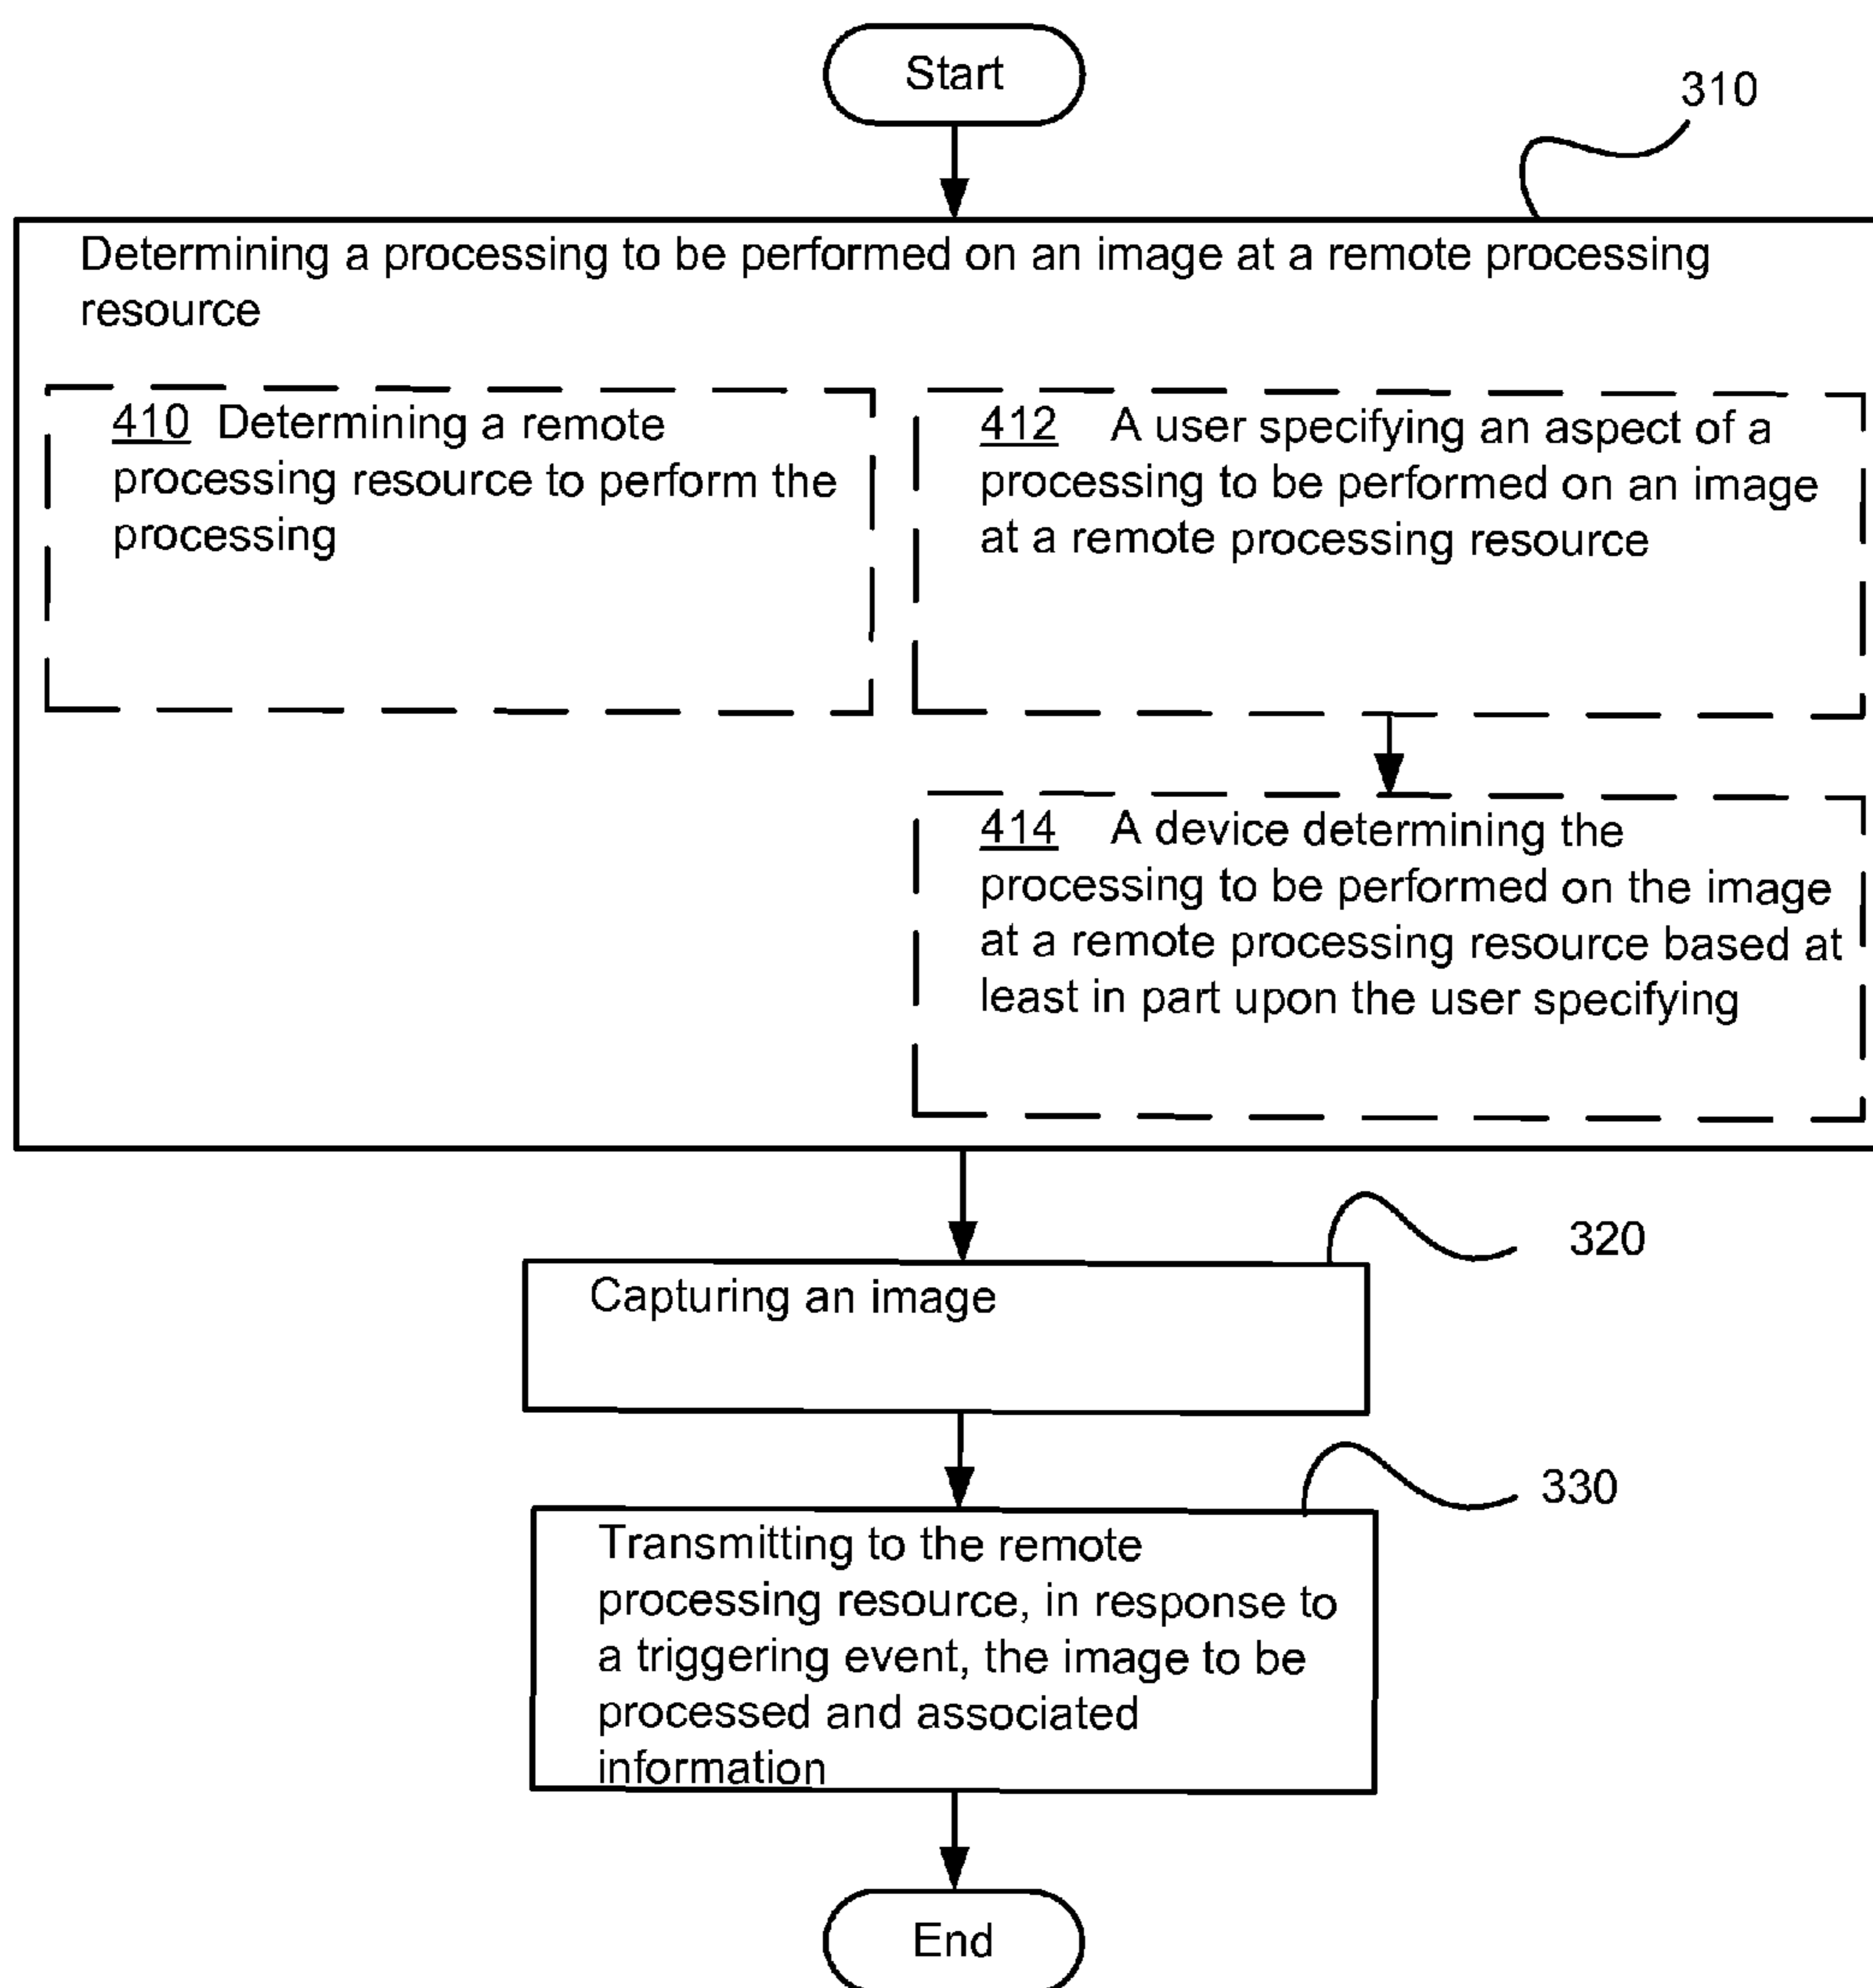 Start
310
Determining a processing to be performed on an image at a remote processing
resource
410 Determining a remote
processing resource to perform the
processing
412 A user specifying an aspect of a
processing to be performed on an image
at a remote processing resource
414 A device determining the
processing to be performed on the image
at a remote processing resource based at
least in part upon the user specifying
320
Capturing an image
330
Transmitting to the remote
processing resource, in response to
a triggering event, the image to be
processed and associated
information
End